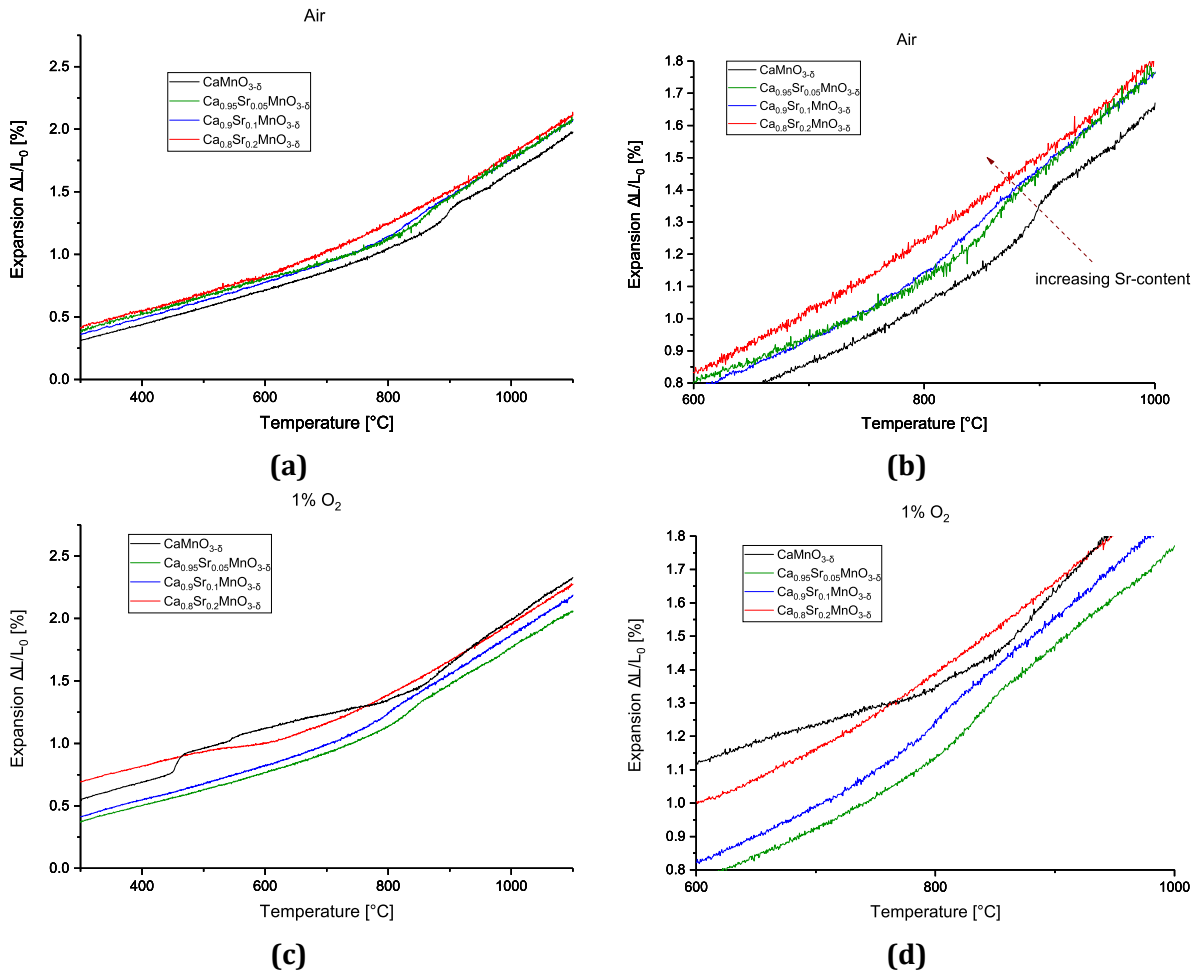 Air
Expansion ΔL/L₀ [%]
2.5
2.0
1.5
1.0
0.5
0.0
CaMnO₃₋δ
Ca₀.₉₅Sr₀.₀₅MnO₃₋δ
Ca₀.₉Sr₀.₁MnO₃₋δ
Ca₀.₈Sr₀.₂MnO₃₋δ
400 600 800 1000
Temperature [°C]
(a)
Air
Expansion ΔL/L₀ [%]
1.8
1.7
1.6
1.5
1.4
1.3
1.2
1.1
1.0
0.9
0.8
CaMnO₃₋δ
Ca₀.₉₅Sr₀.₀₅MnO₃₋δ
Ca₀.₉Sr₀.₁MnO₃₋δ
Ca₀.₈Sr₀.₂MnO₃₋δ
increasing Sr-content
600 800 1000
Temperature [°C]
(b)
1% O₂
Expansion ΔL/L₀ [%]
2.5
2.0
1.5
1.0
0.5
0.0
CaMnO₃₋δ
Ca₀.₉₅Sr₀.₀₅MnO₃₋δ
Ca₀.₉Sr₀.₁MnO₃₋δ
Ca₀.₈Sr₀.₂MnO₃₋δ
400 600 800 1000
Temperature [°C]
(c)
1% O₂
Expansion ΔL/L₀ [%]
1.8
1.7
1.6
1.5
1.4
1.3
1.2
1.1
1.0
0.9
0.8
CaMnO₃₋δ
Ca₀.₉₅Sr₀.₀₅MnO₃₋δ
Ca₀.₉Sr₀.₁MnO₃₋δ
Ca₀.₈Sr₀.₂MnO₃₋δ
600 800 1000
Temperature [°C]
(d)